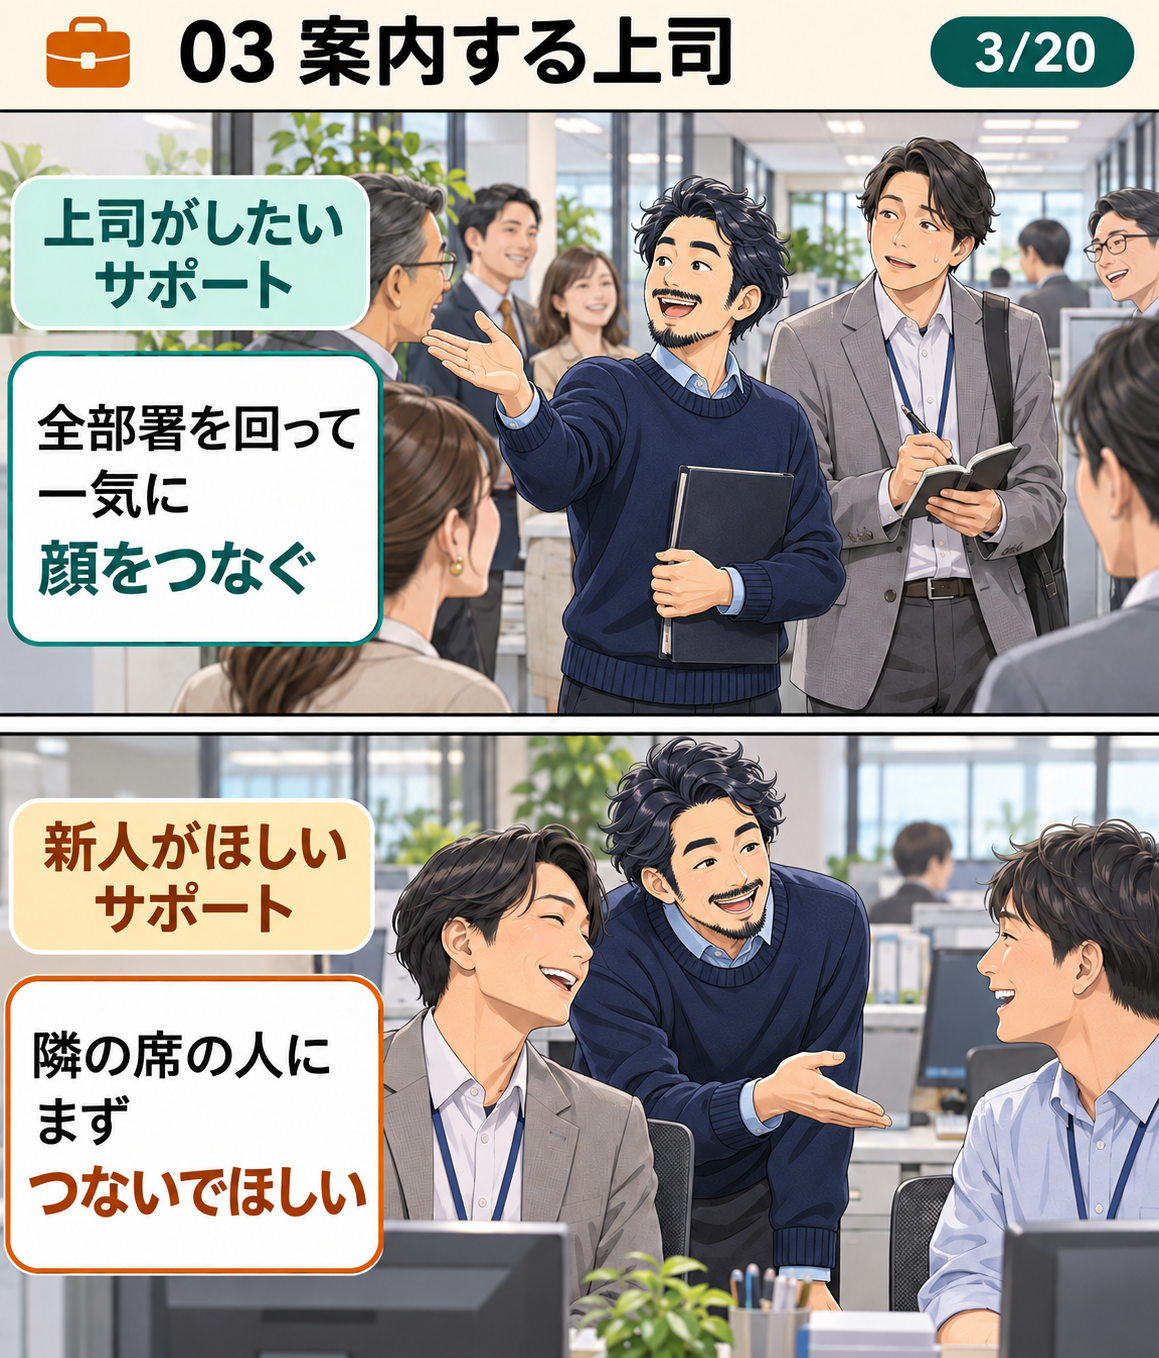 03 案内する上司
3/20
上司がしたい
サポート
全部署を回って
一気に
顔をつなぐ
新人がほしい
サポート
隣の席の人に
まず
つないでほしい